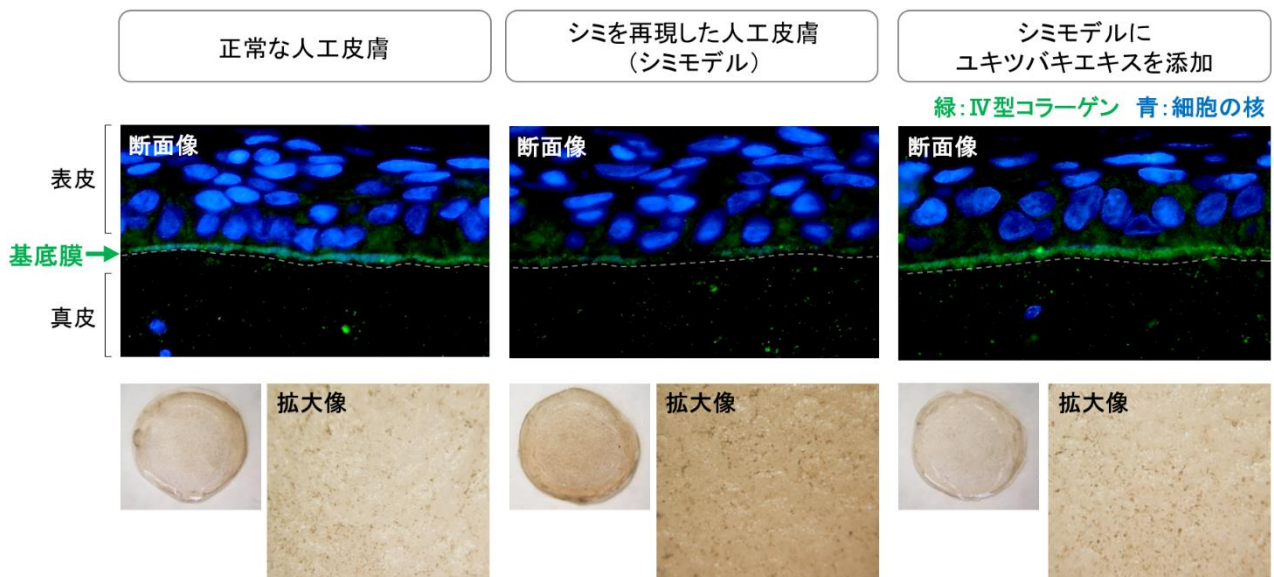 正常な人工皮膚
シミを再現した人工皮膚
(シミモデル)
シミモデルに
ユキツバキエキスを添加
緑:Ⅳ型コラーゲン 青:細胞の核
断面像
断面像
断面像
表皮
基底膜
真皮
拡大像
拡大像
拡大像